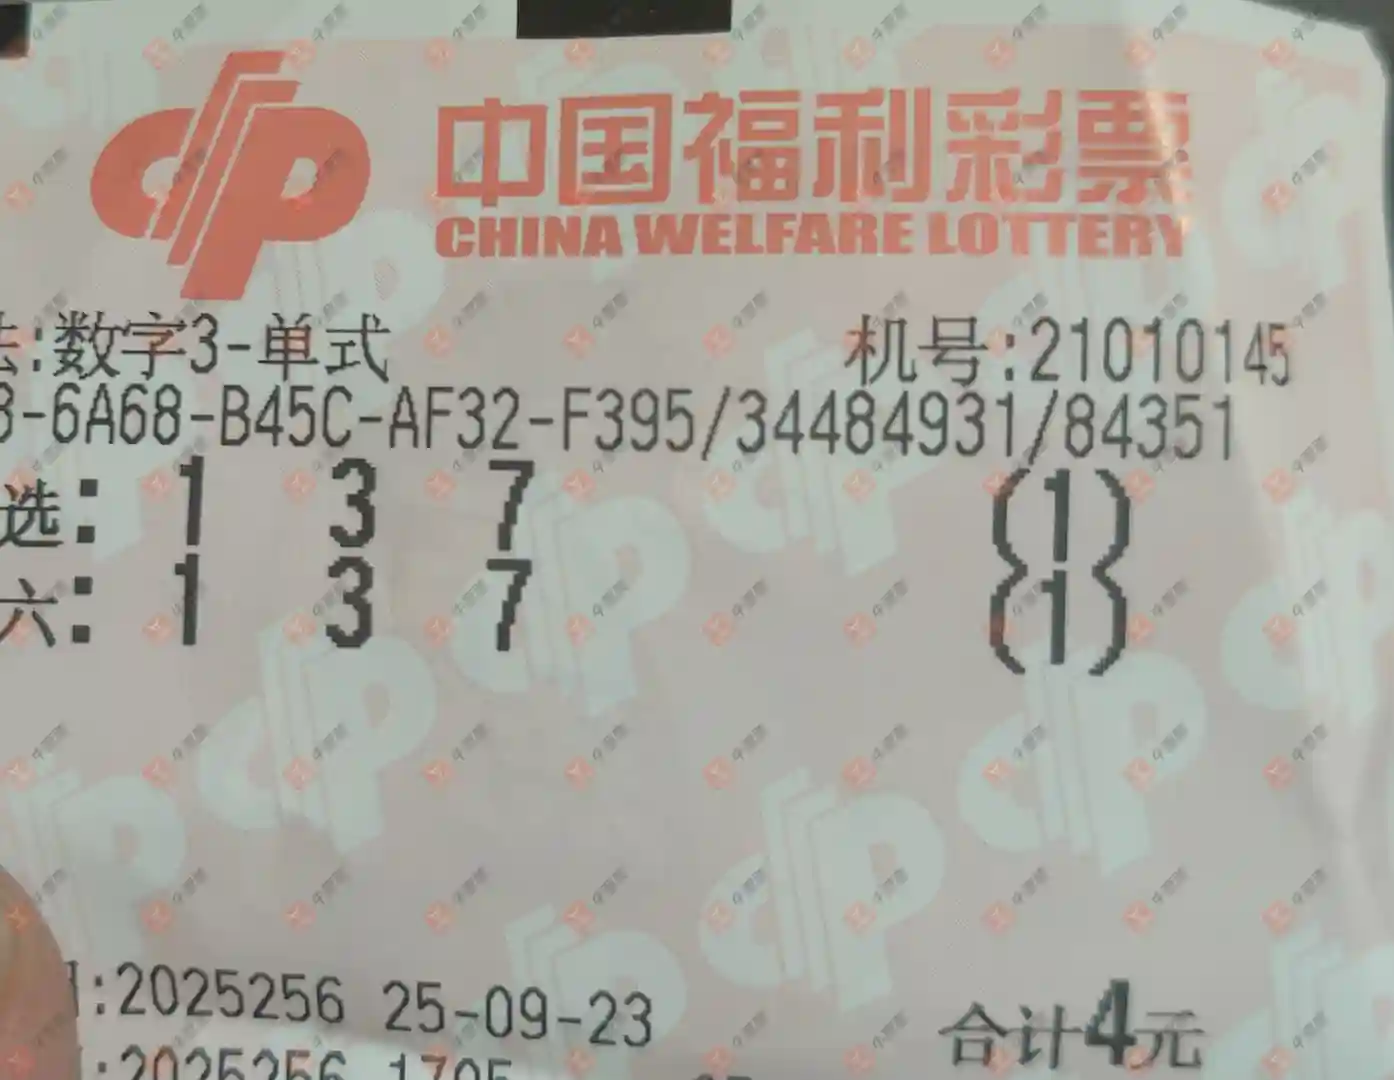 中国福利彩票
CHINA WELFARE LOTTERY
法:数字3-单式 机号:21010145
-6A68-B45C-AF32-F395/34484931/84351
选: 1 3 7 (1)
六: 1 3 7 (1)
:2025256 25-09-23 合计4元
:2025256